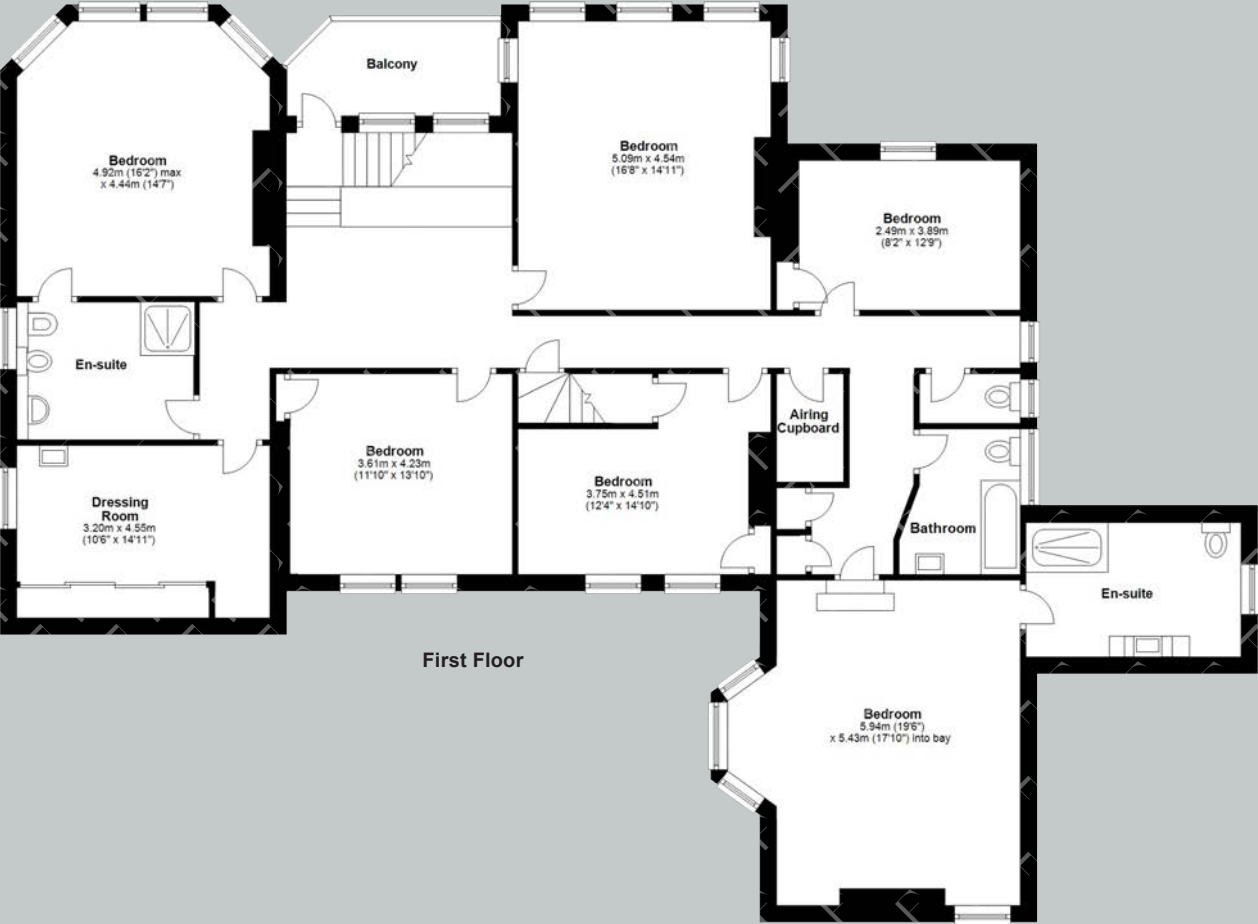 Balcony
Bedroom
4.92m (16'2") max
x 4.44m (14'7")
Bedroom
5.09m x 4.54m
(16'8" x 14'11")
Bedroom
2.49m x 3.89m
(8'2" x 12'9")
En-suite
Airing
Cupboard
Bedroom
3.61m x 4.23m
(11'10" x 13'10")
Bedroom
3.75m x 4.51m
(12'4" x 14'10")
Dressing
Room
3.20m x 4.55m
(10'6" x 14'11")
Bathroom
En-suite
First Floor
Bedroom
5.94m (19'6")
x 5.43m (17'10") into bay